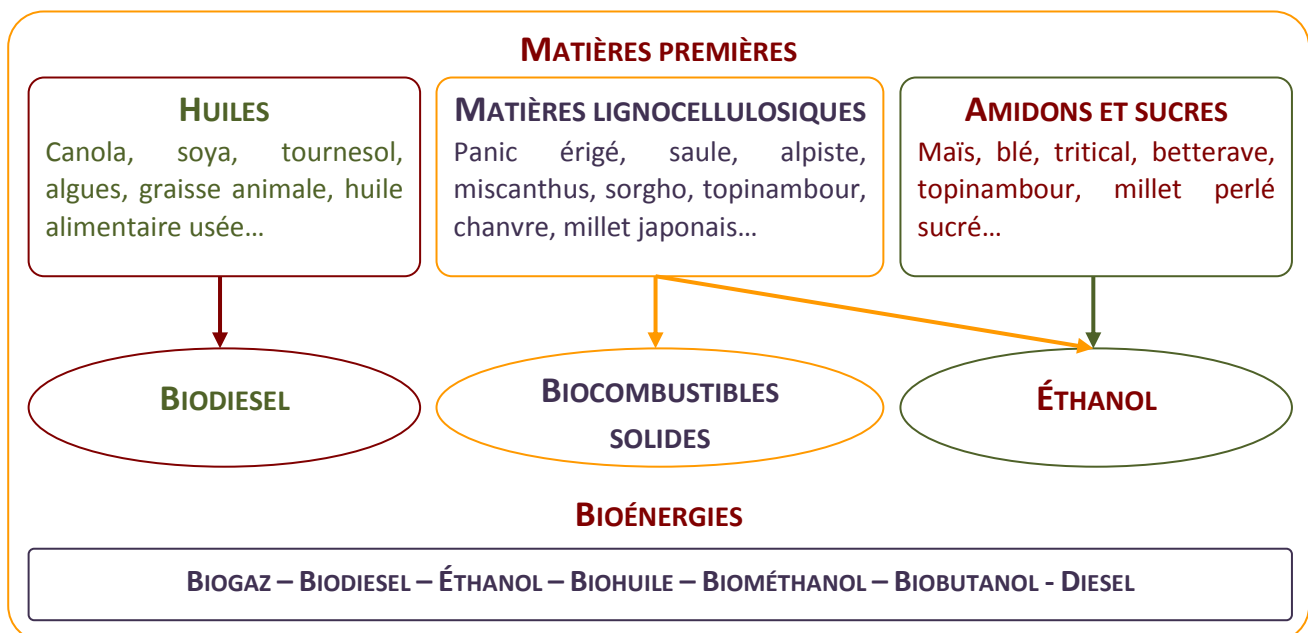 MATIÈRES PREMIÈRES
HUILES
Canola, soya, tournesol,
algues, graisse animale, huile
alimentaire usée…
MATIÈRES LIGNOCELLULOSIQUES
Panic érigé, saule, alpiste,
miscanthus, sorgho, topinambour,
chanvre, millet japonais…
AMIDONS ET SUCRES
Maïs, blé, tritical, betterave,
topinambour, millet perlé
sucré…
BIODIESEL
BIOCOMBUSTIBLES
SOLIDES
ÉTHANOL
BIOÉNERGIES
BIOGAZ – BIODIESEL – ÉTHANOL – BIOHUILE – BIOMÉTHANOL – BIOBUTANOL - DIESEL